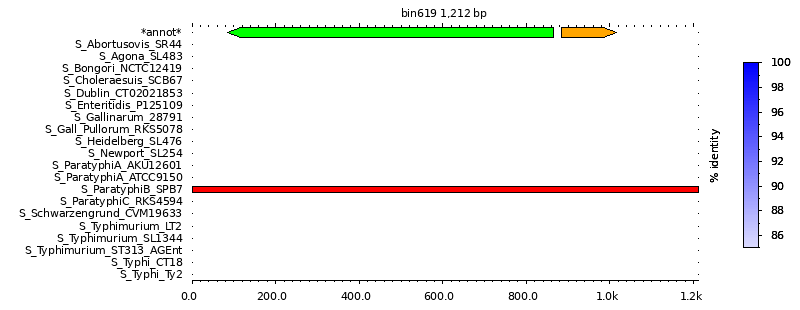 bin619 1,212 bp
*annot*
S_Abortusovis_SR44
S_Agona_SL483
S_Bongori_NCTC12419
S_Choleraesuis_SCB67
S_Dublin_CT02021853
S_Enteritidis_P125109
S_Gallinarum_28791
S_Gall_Pullorum_RKS5078
S_Heidelberg_SL476
S_Newport_SL254
S_ParatyphiA_AKU12601
S_ParatyphiA_ATCC9150
S_ParatyphiB_SPB7
S_ParatyphiC_RKS4594
S_Schwarzengrund_CVM19633
S_Typhimurium_LT2
S_Typhimurium_SL1344
S_Typhimurium_ST313_AGEnt
S_Typhi_CT18
S_Typhi_Ty2
0.0 200.0 400.0 600.0 800.0 1.0k 1.2k
% identity
100
98
96
94
92
90
88
86